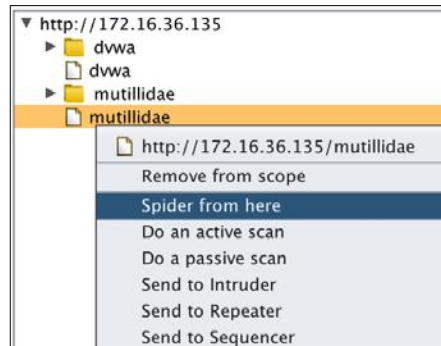 http://172.16.36.135
dvwa
dvwa
mutillidae
mutillidae
http://172.16.36.135/mutillidae
Remove from scope
Spider from here
Do an active scan
Do a passive scan
Send to Intruder
Send to Repeater
Send to Sequencer